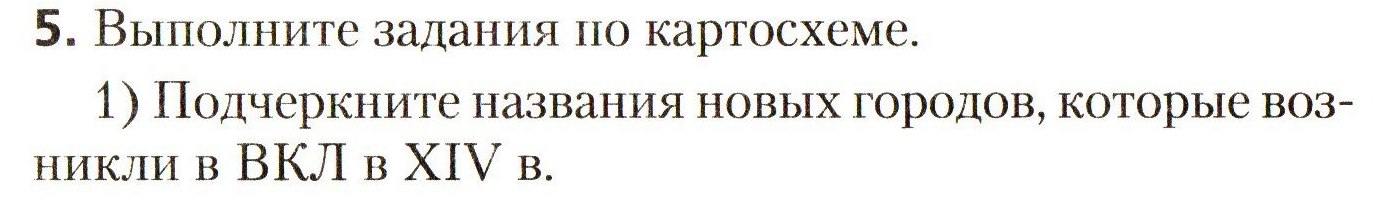 5. Выполните задания по картосхеме.
1) Подчеркните названия новых городов, которые воз-
никли в ВКЛ в XIV в.